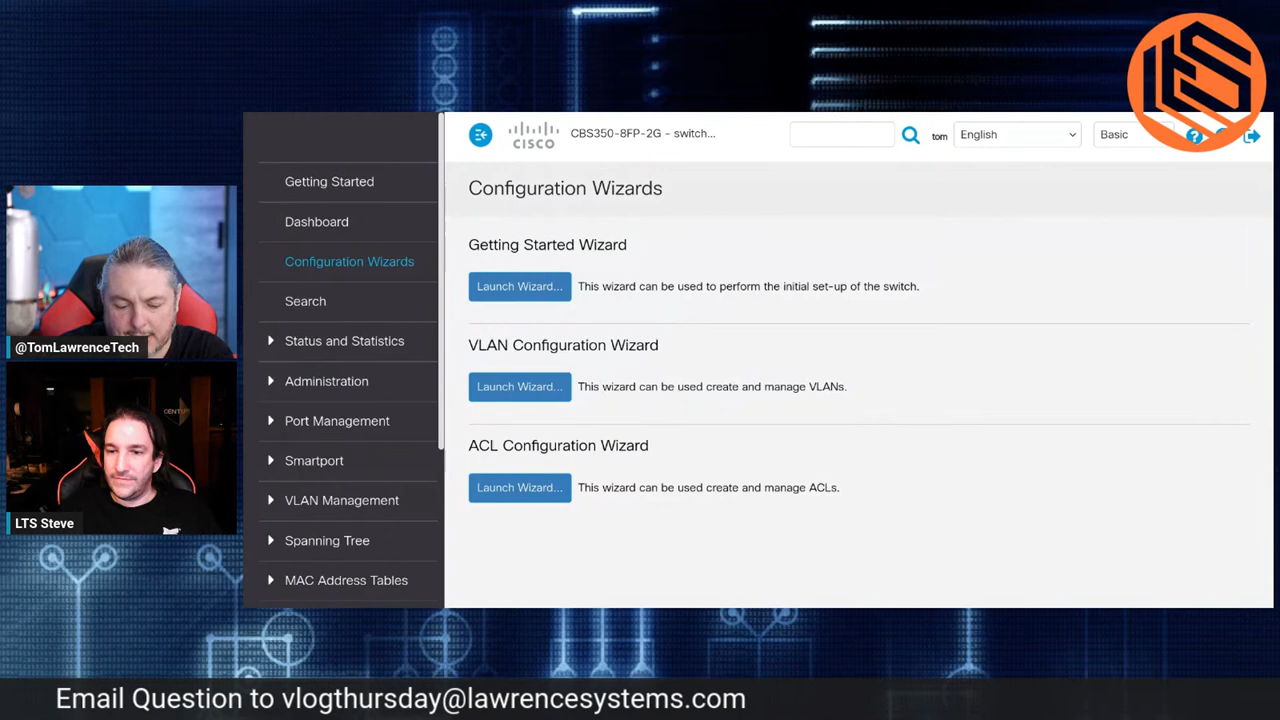 CISCO
CBS350-8FP-2G - switch...
tom
English
Basic
Getting Started
Dashboard
Configuration Wizards
Search
Status and Statistics
Administration
Port Management
Smartport
VLAN Management
Spanning Tree
MAC Address Tables
Configuration Wizards
Getting Started Wizard
Launch Wizard... This wizard can be used to perform the initial set-up of the switch.
VLAN Configuration Wizard
Launch Wizard... This wizard can be used create and manage VLANs.
ACL Configuration Wizard
Launch Wizard... This wizard can be used create and manage ACLs.
@TomLawrenceTech
LTS Steve
Email Question to vlogthursday@lawrencesystems.com